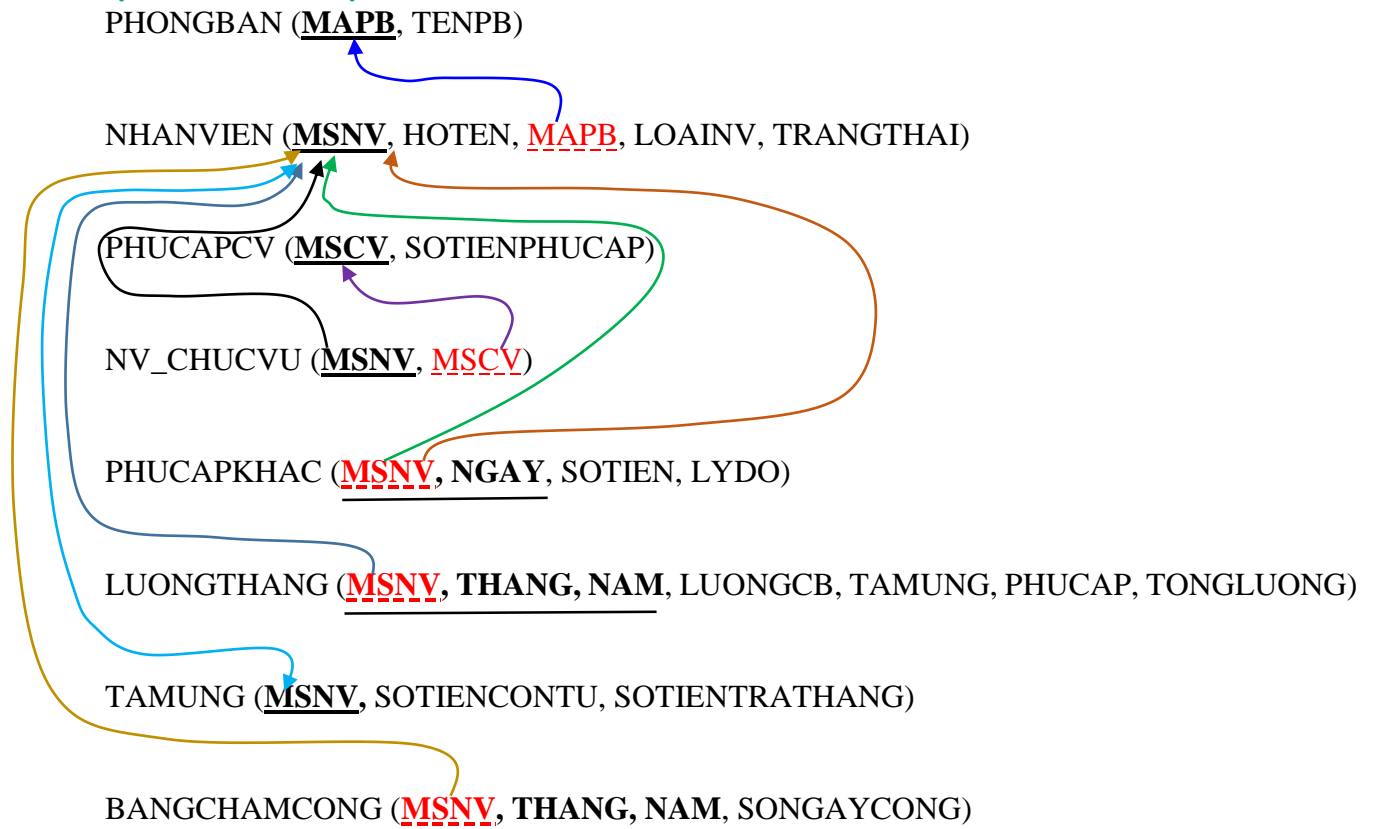 PHONGBAN (MAPB, TENPB)
NHANVIEN (MSNV, HOTEN, MAPB, LOAINV, TRANGTHAI)
PHUCAPCV (MSCV, SOTIENPHUCAP)
NV_CHUCVU (MSNV, MSCV)
PHUCAPKHAC (MSNV, NGAY, SOTIEN, LYDO)
LUONGTHANG (MSNV, THANG, NAM, LUONGCB, TAMUNG, PHUCAP, TONGLUONG)
TAMUNG (MSNV, SOTIENCONTU, SOTIENTRATHANG)
BANGCHAMCONG (MSNV, THANG, NAM, SONGAYCONG)